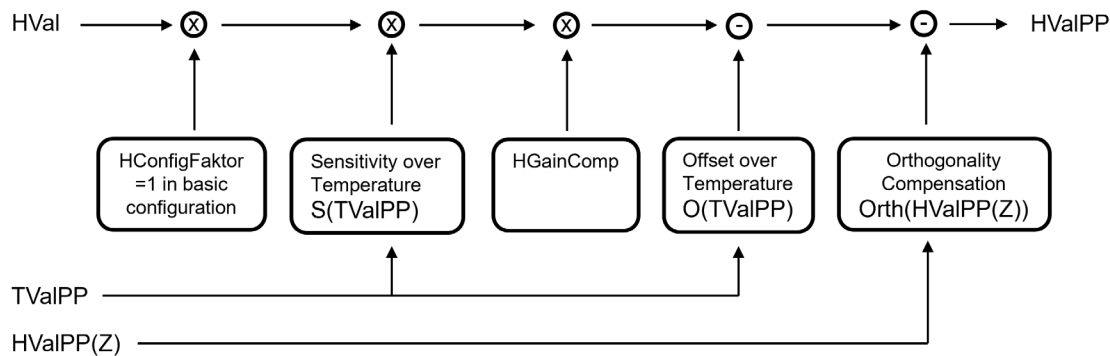 HVal
X
X
X
-
-
HValPP
HConfigFaktor
=1 in basic
configuration
Sensitivity over
Temperature
S(TValPP)
HGainComp
Offset over
Temperature
O(TValPP)
Orthogonality
Compensation
Orth(HValPP(Z))
TValPP
HValPP(Z)